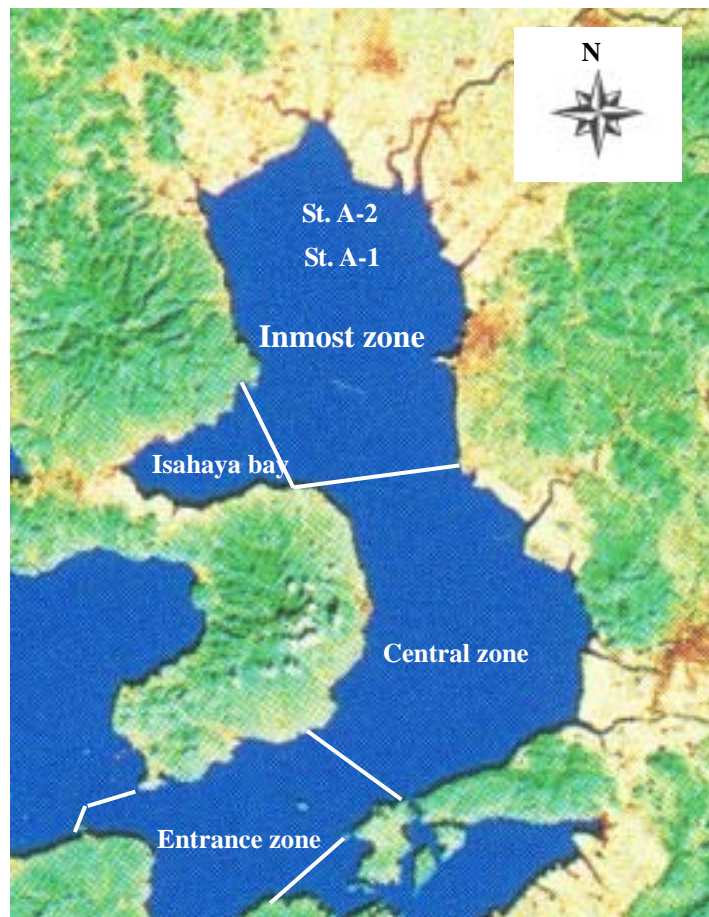 N
St. A-2
St. A-1
Inmost zone
Isahaya bay
Central zone
Entrance zone